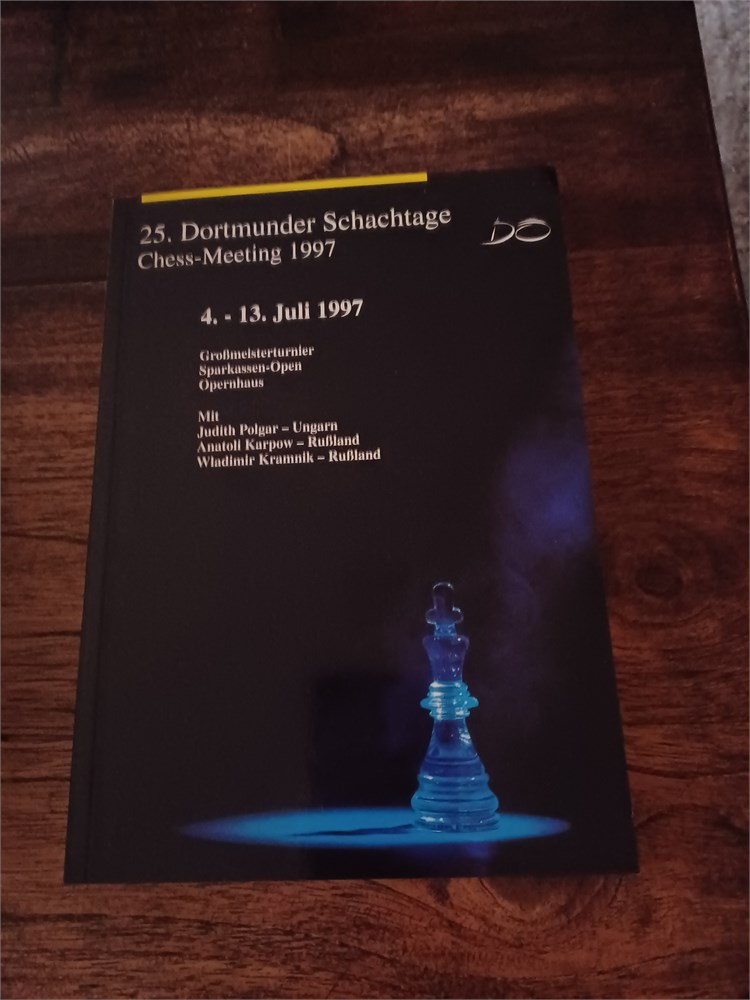 25. Dortmunder Schachtage
Chess-Meeting 1997
DO
4. - 13. Juli 1997
Großmeisterturnier
Sparkassen-Open
Opernhaus
Mit
Judith Polgar – Ungarn
Anatoli Karpow – Rußland
Wladimir Kramnik – Rußland